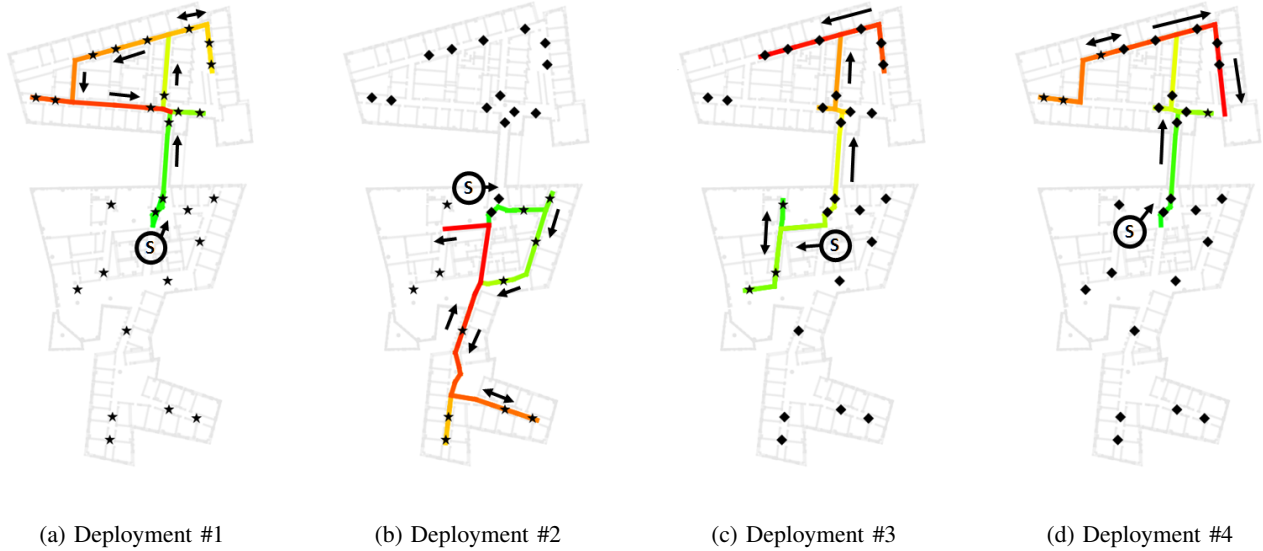 S
S
S
S
(a) Deployment #1
(b) Deployment #2
(c) Deployment #3
(d) Deployment #4